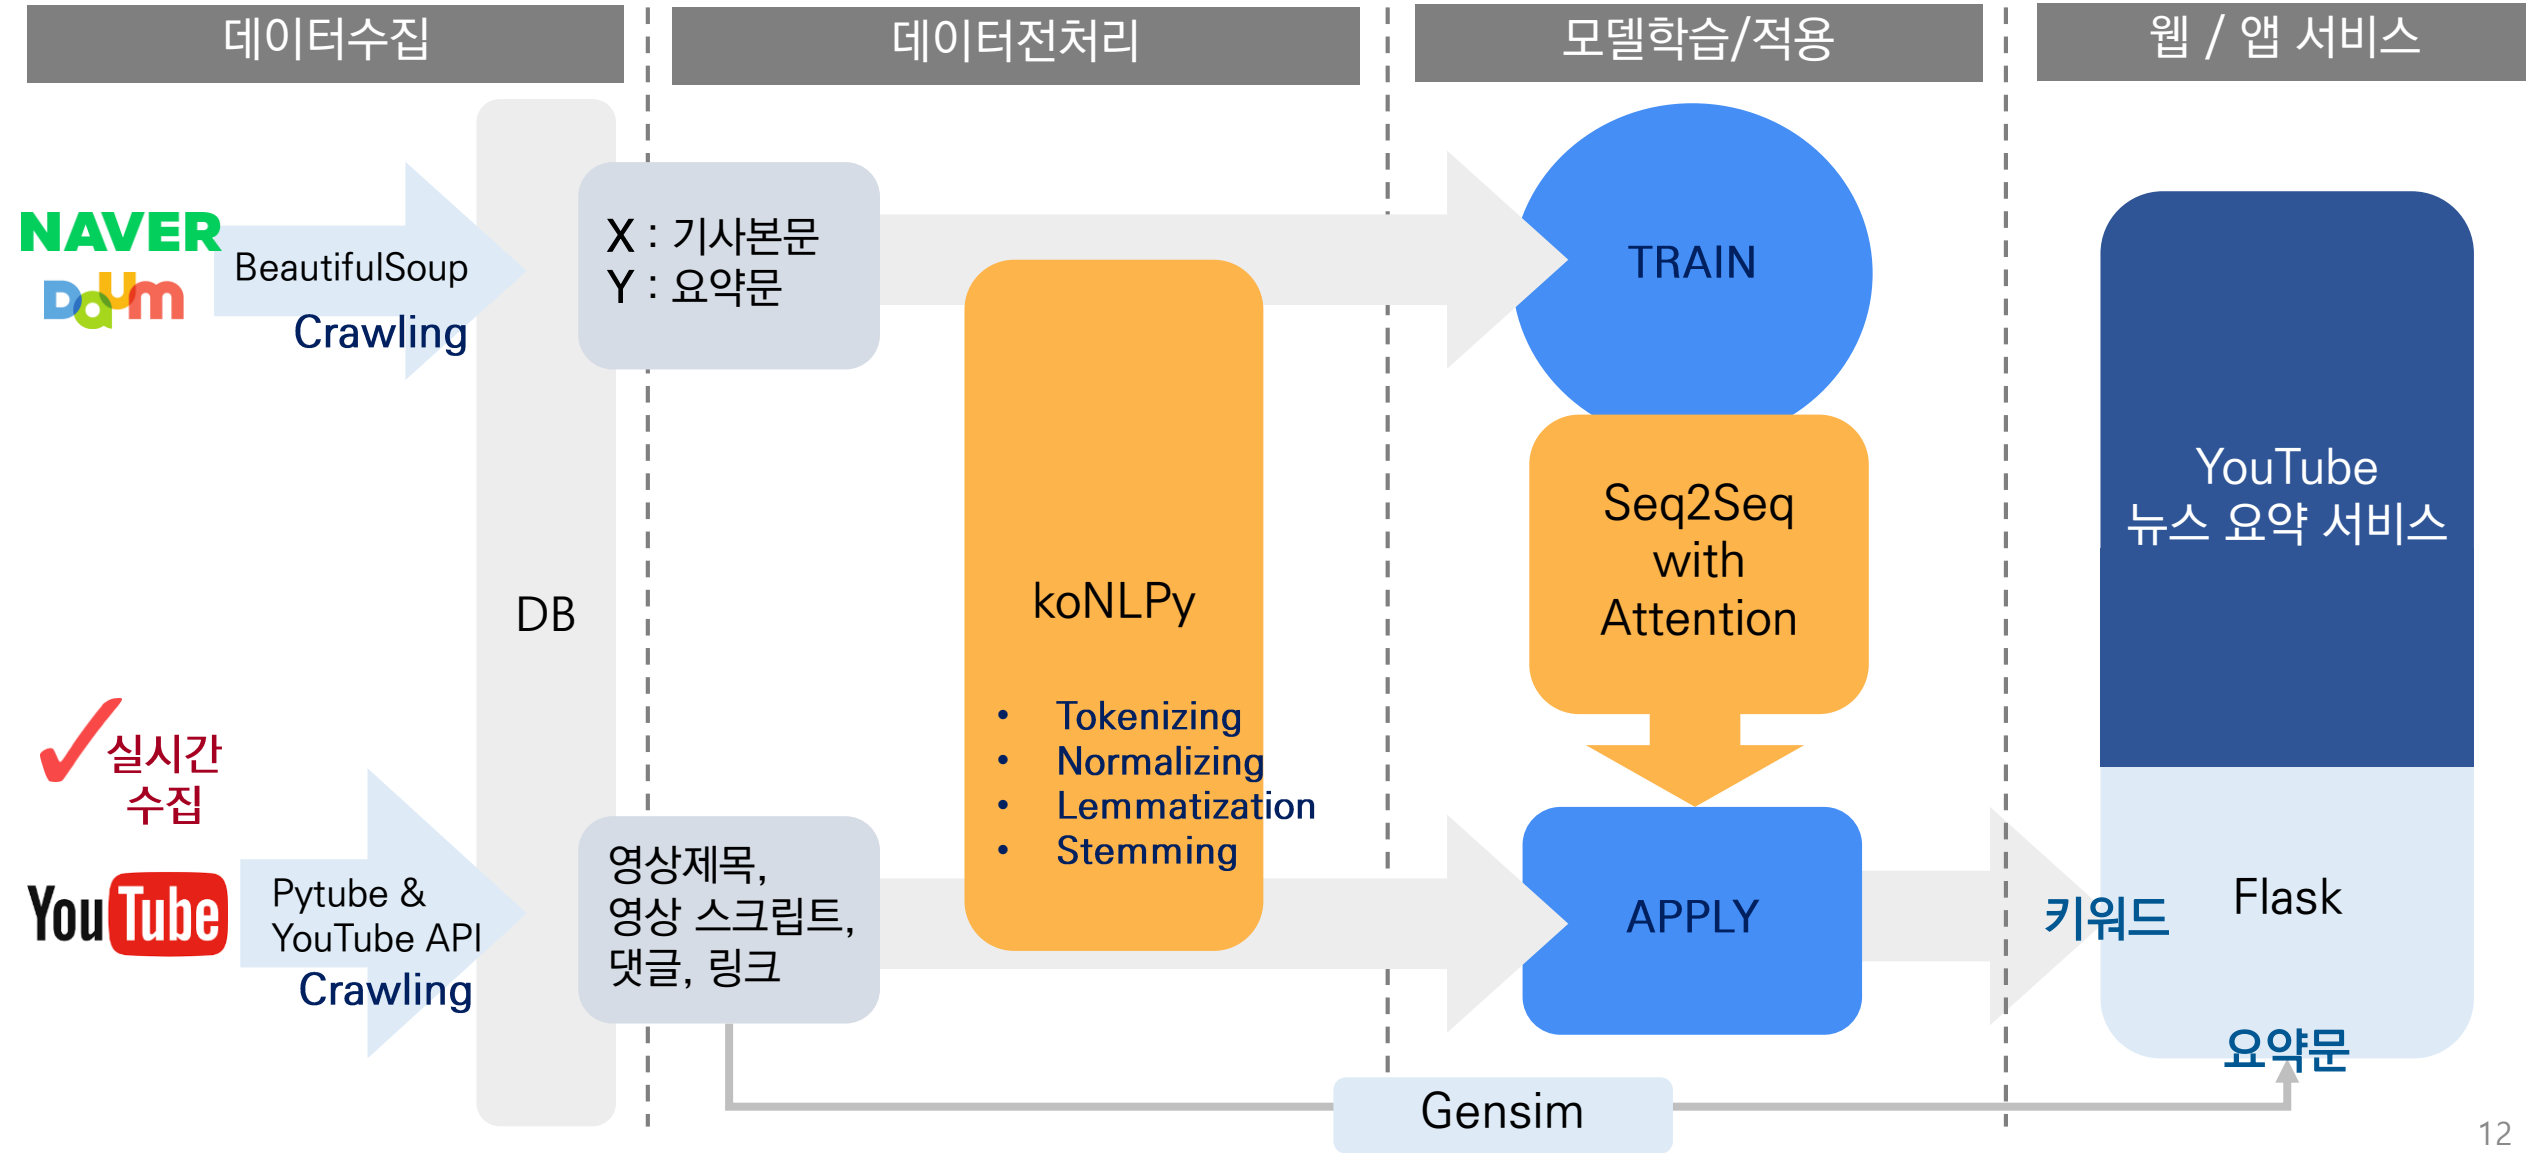 데이터수집
데이터전처리
모델학습/적용
웹 / 앱 서비스
NAVER
Daum
BeautifulSoup
Crawling
X : 기사본문
Y : 요약문
TRAIN
DB
koNLPy
• Tokenizing
• Normalizing
• Lemmatization
• Stemming
Seq2Seq
with
Attention
YouTube
뉴스 요약 서비스
실시간
수집
YouTube
Pytube &
YouTube API
Crawling
영상제목,
영상 스크립트,
댓글, 링크
APPLY
키워드
Flask
요약문
Gensim
12